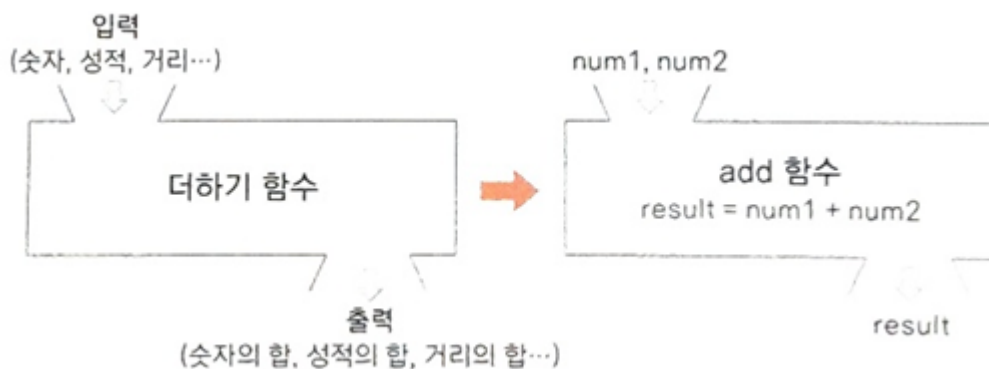 입력
(숫자, 성적, 거리…)
더하기 함수
출력
(숫자의 합, 성적의 합, 거리의 합…)
num1, num2
add 함수
result = num1 + num2
result